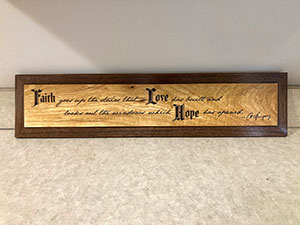 Faith goes up the stairs that Love has built and
looks out the windows which Hope has opened